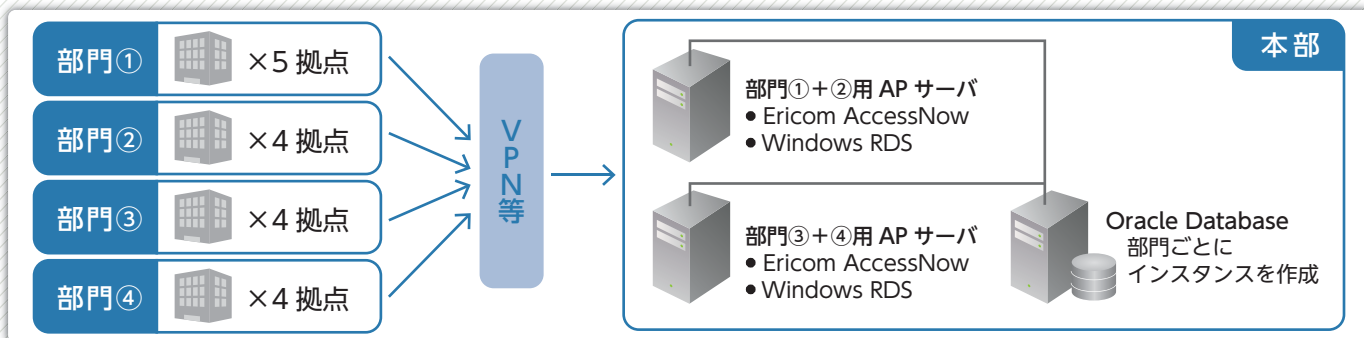 部門① ×5 拠点
部門② ×4 拠点
部門③ ×4 拠点
部門④ ×4 拠点
VPN等
本部
部門①+②用 AP サーバ
● Ericom AccessNow
● Windows RDS
部門③+④用 AP サーバ
● Ericom AccessNow
● Windows RDS
Oracle Database
部門ごとに
インスタンスを作成